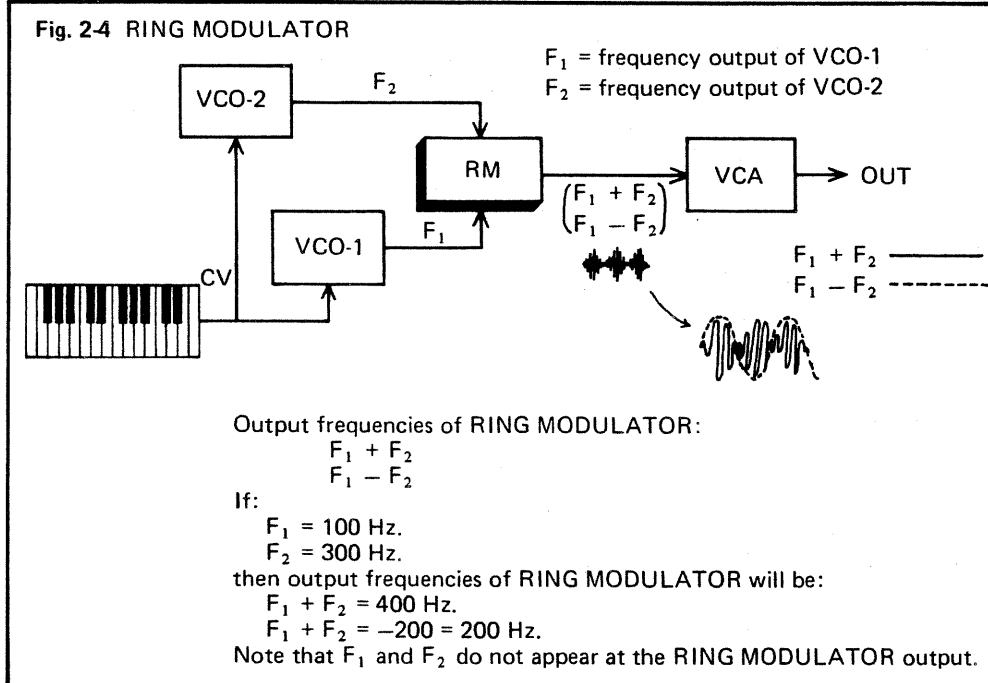 Fig. 2-4 RING MODULATOR
F₁ = frequency output of VCO-1
F₂ = frequency output of VCO-2
VCO-2
F₂
RM
VCA
OUT
(F₁ + F₂
F₁ − F₂)
VCO-1
F₁
CV
F₁ + F₂
F₁ − F₂
Output frequencies of RING MODULATOR:
F₁ + F₂
F₁ − F₂
If:
F₁ = 100 Hz.
F₂ = 300 Hz.
then output frequencies of RING MODULATOR will be:
F₁ + F₂ = 400 Hz.
F₁ + F₂ = −200 = 200 Hz.
Note that F₁ and F₂ do not appear at the RING MODULATOR output.